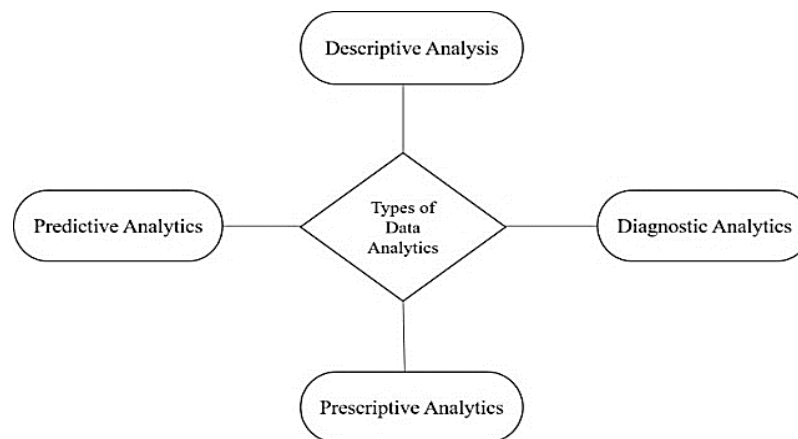 Descriptive Analysis
Predictive Analytics
Types of
Data
Analytics
Diagnostic Analytics
Prescriptive Analytics